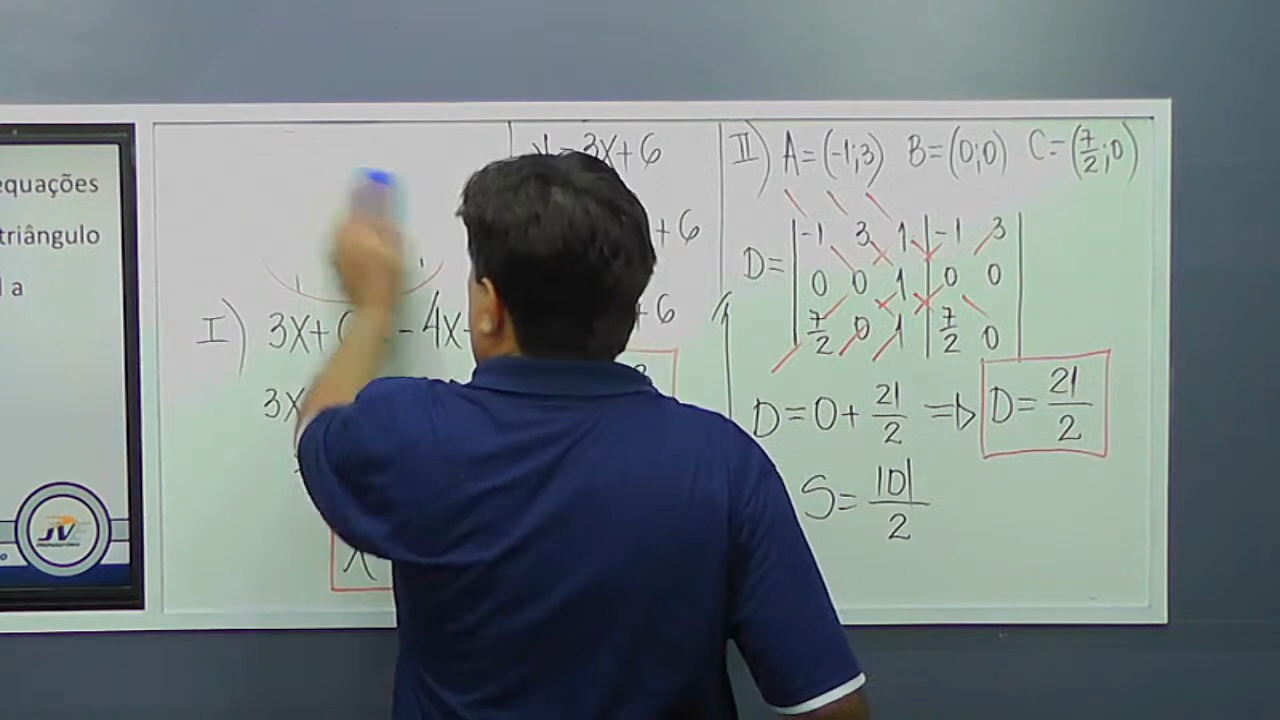 equações
triângulo
a
JV
I) 3X+ - 4X-
3X
X
=3X+6
+6
+6
II) A=(-1;3) B=(0;0) C=(7/2;0)
D= | -1 3 1 | -1 3 |
| 0 0 1 | 0 0 |
| 7/2 0 1 | 7/2 0 |
D=0+21/2 => D=21/2
S=|D|/2